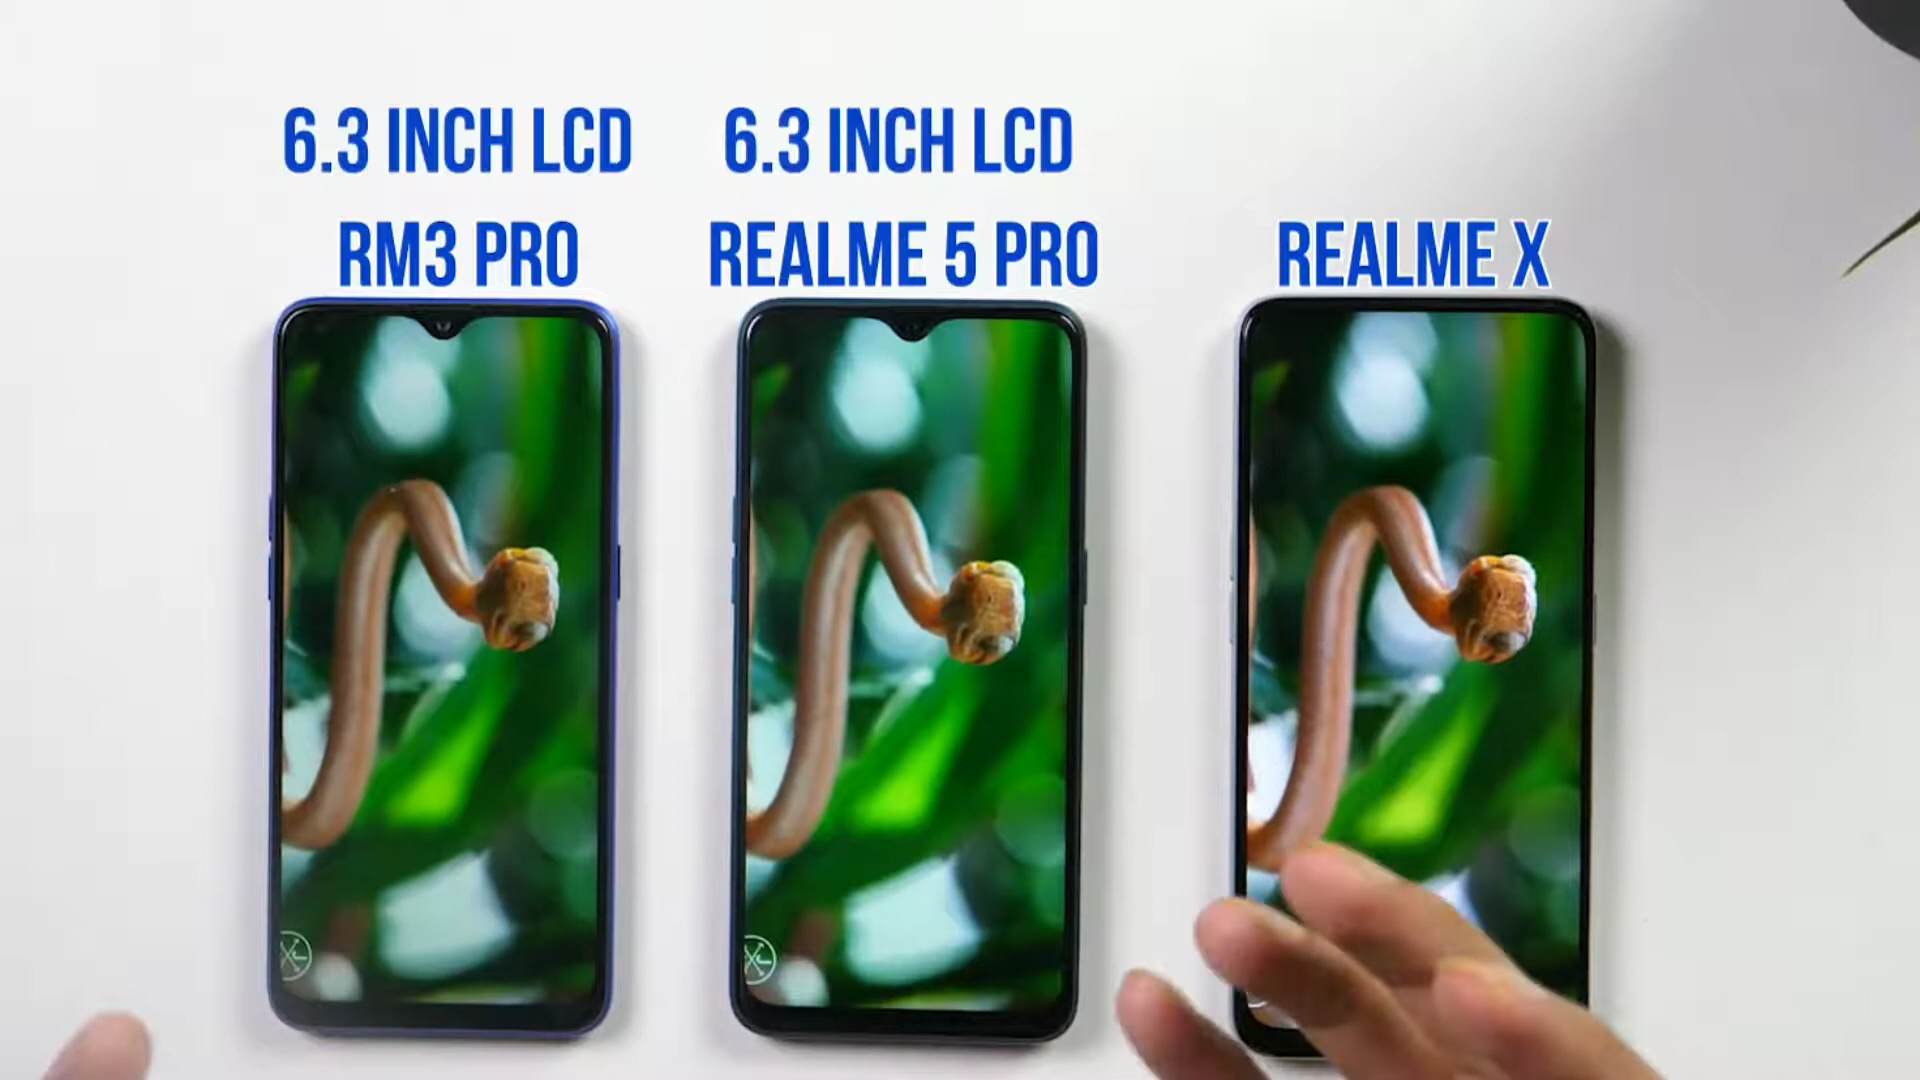 6.3 INCH LCD
RM3 PRO
6.3 INCH LCD
REALME 5 PRO
REALME X